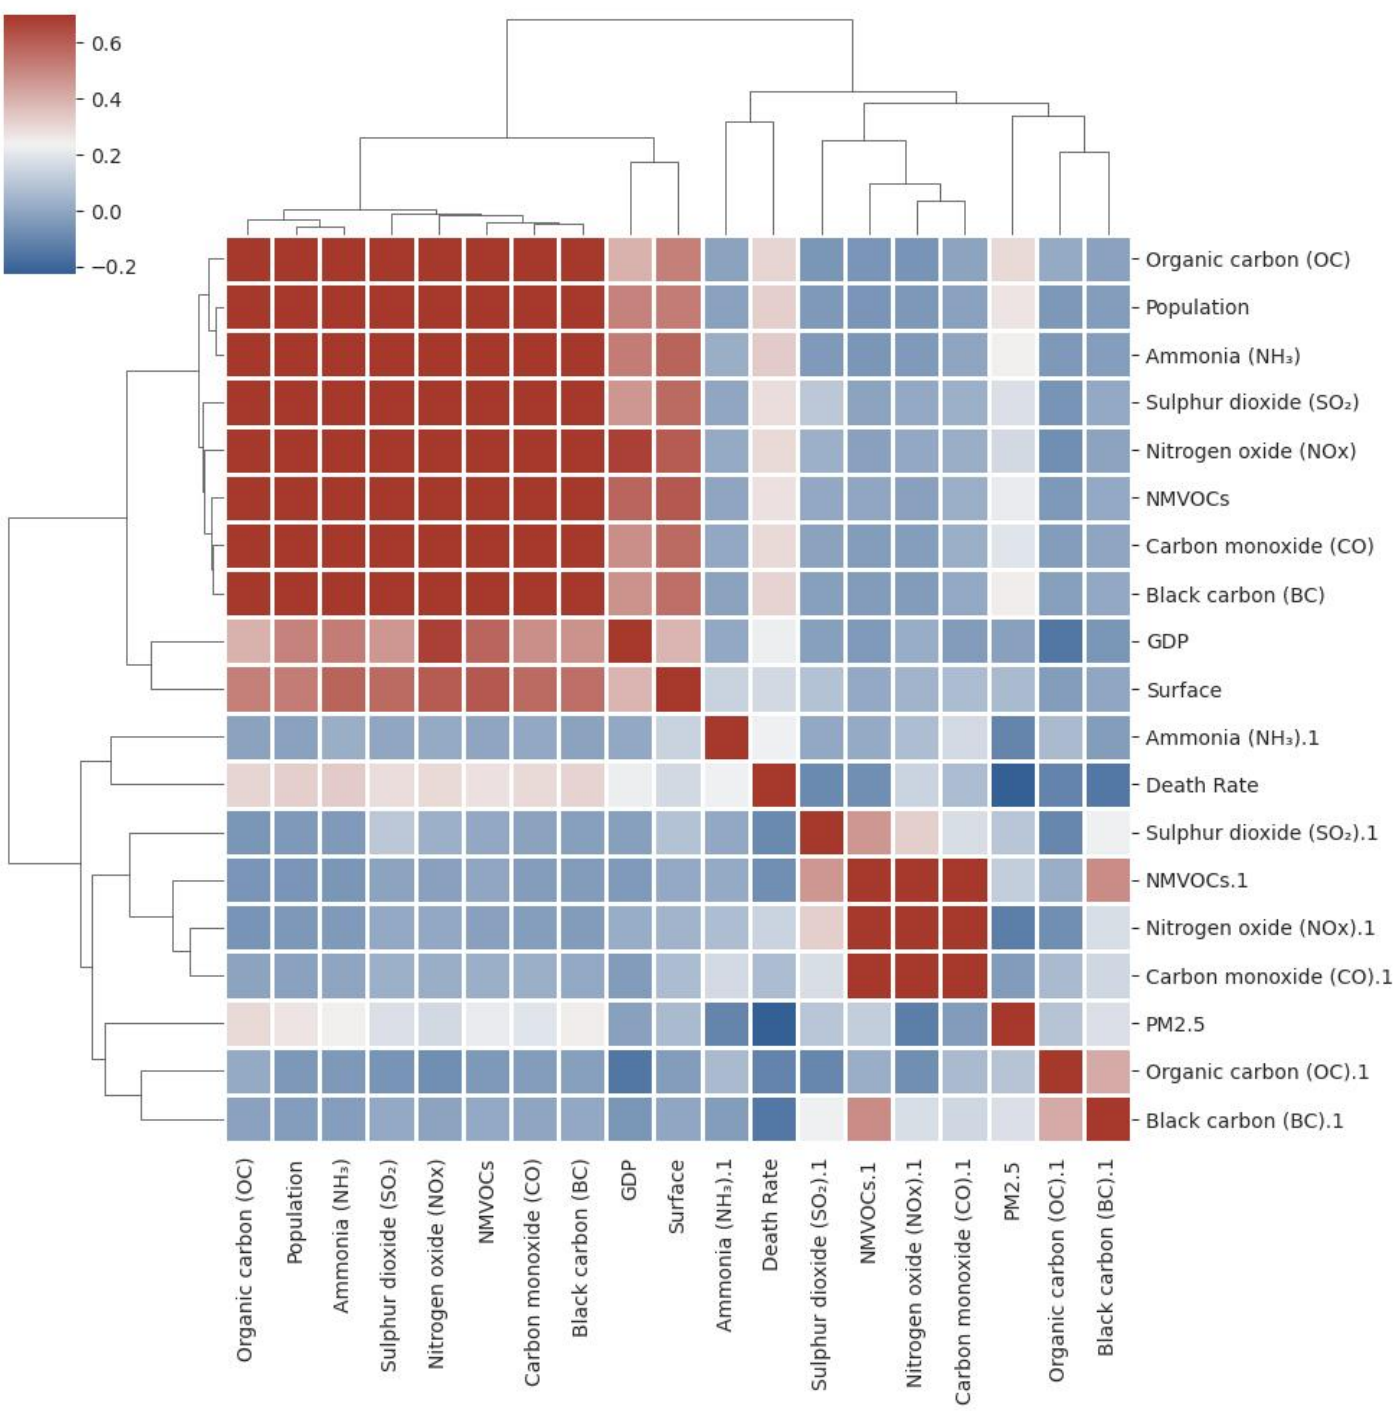 0.6
0.4
0.2
0.0
−0.2
Organic carbon (OC)
Population
Ammonia (NH₃)
Sulphur dioxide (SO₂)
Nitrogen oxide (NOx)
NMVOCs
Carbon monoxide (CO)
Black carbon (BC)
GDP
Surface
Ammonia (NH₃).1
Death Rate
Sulphur dioxide (SO₂).1
NMVOCs.1
Nitrogen oxide (NOx).1
Carbon monoxide (CO).1
PM2.5
Organic carbon (OC).1
Black carbon (BC).1
Organic carbon (OC)
Population
Ammonia (NH₃)
Sulphur dioxide (SO₂)
Nitrogen oxide (NOx)
NMVOCs
Carbon monoxide (CO)
Black carbon (BC)
GDP
Surface
Ammonia (NH₃).1
Death Rate
Sulphur dioxide (SO₂).1
NMVOCs.1
Nitrogen oxide (NOx).1
Carbon monoxide (CO).1
PM2.5
Organic carbon (OC).1
Black carbon (BC).1